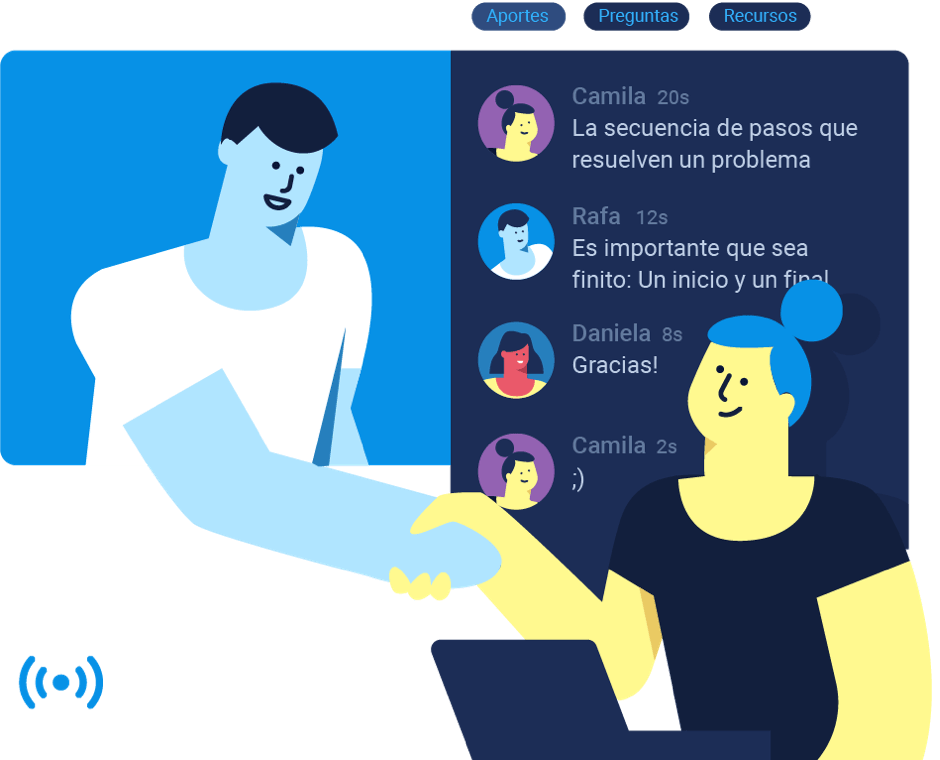 Aportes Preguntas Recursos
Camila 20s
La secuencia de pasos que
resuelven un problema
Rafa 12s
Es importante que sea
finito: Un inicio y un final
Daniela 8s
Gracias!
Camila 2s
;)